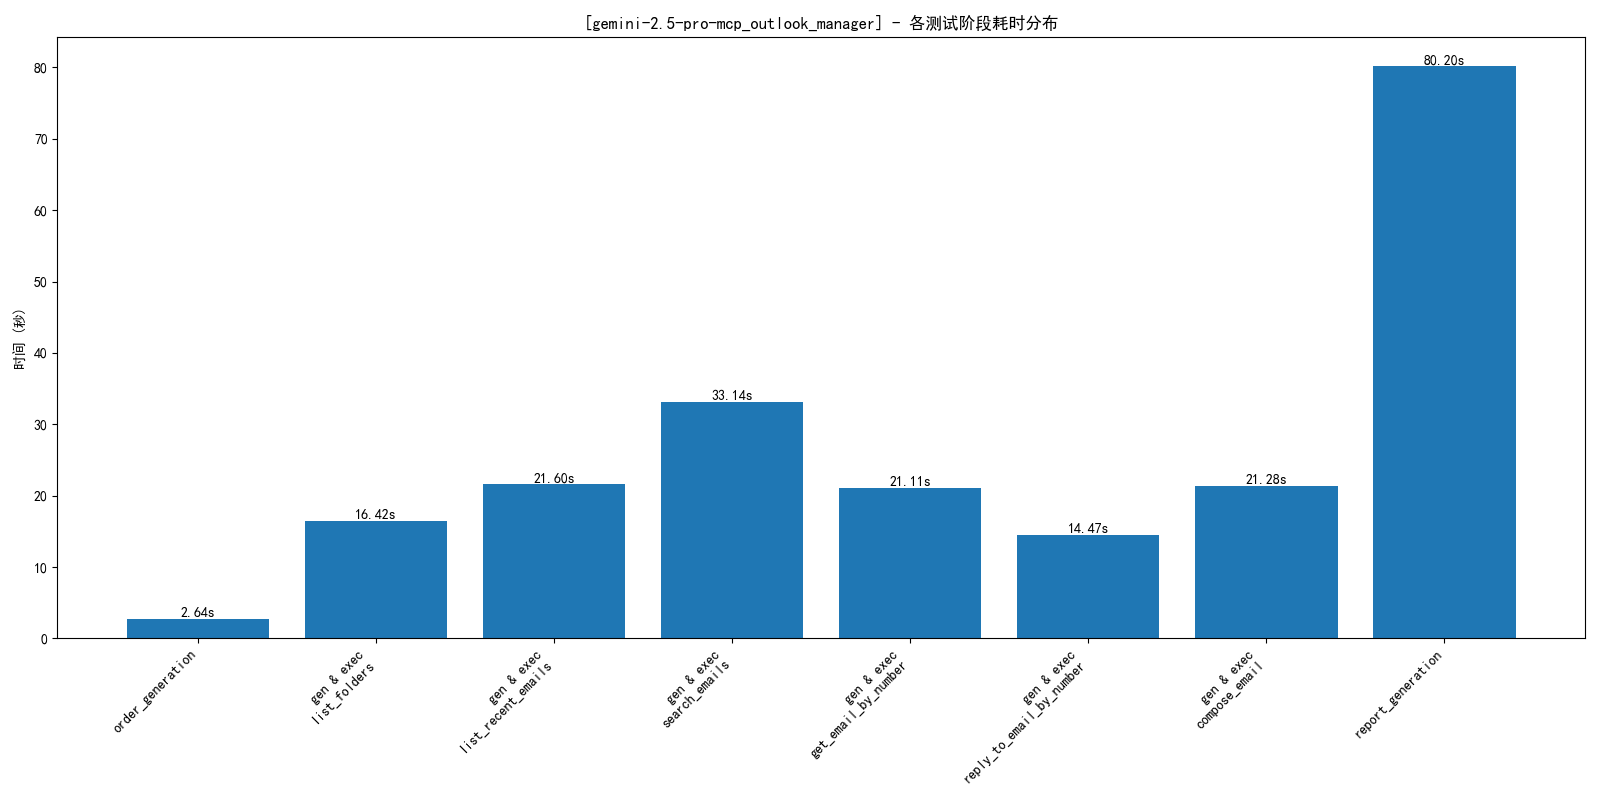 [gemini-2.5-pro-mcp_outlook_manager] - 各测试阶段耗时分布
时间 (秒)
80
70
60
50
40
30
20
10
0
2.64s
16.42s
21.60s
33.14s
21.11s
14.47s
21.28s
80.20s
order_generation
gen & exec
list_folders
gen & exec
list_recent_emails
gen & exec
search_emails
gen & exec
get_email_by_number
gen & exec
reply_to_email_by_number
gen & exec
compose_email
report_generation